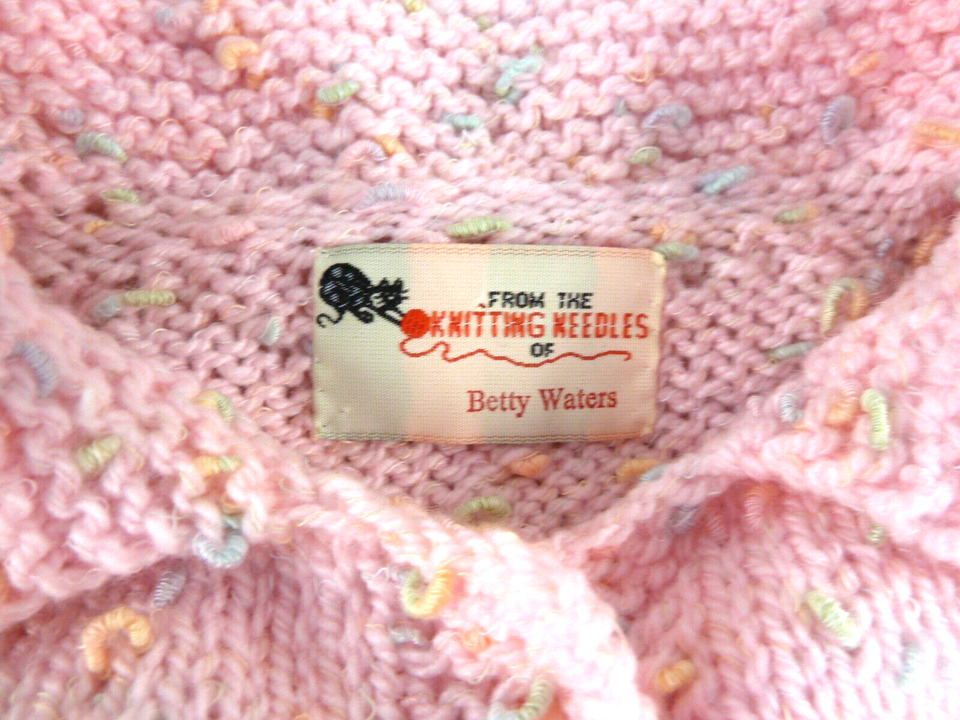 FROM THE
KNITTING NEEDLES
OF
Betty Waters